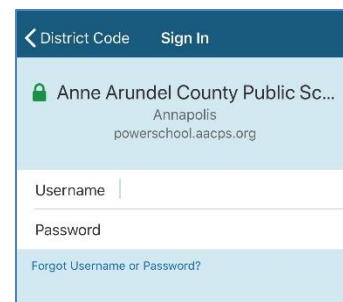 District Code Sign In
Anne Arundel County Public Sc...
Annapolis
powerschool.aacps.org
Username
Password
Forgot Username or Password?